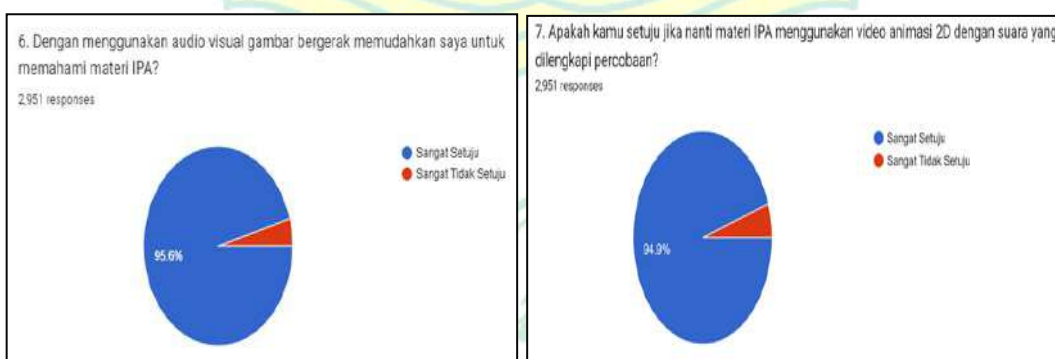 6. Dengan menggunakan audio visual gambar bergerak memudahkan saya untuk
memahami materi IPA?
2,951 responses
Sangat Setuju
Sangat Tidak Setuju
95.6%
7. Apakah kamu setuju jika nanti materi IPA menggunakan video animasi 2D dengan suara yang
dilengkapi percobaan?
2,951 responses
Sangat Setuju
Sangat Tidak Setuju
94.9%